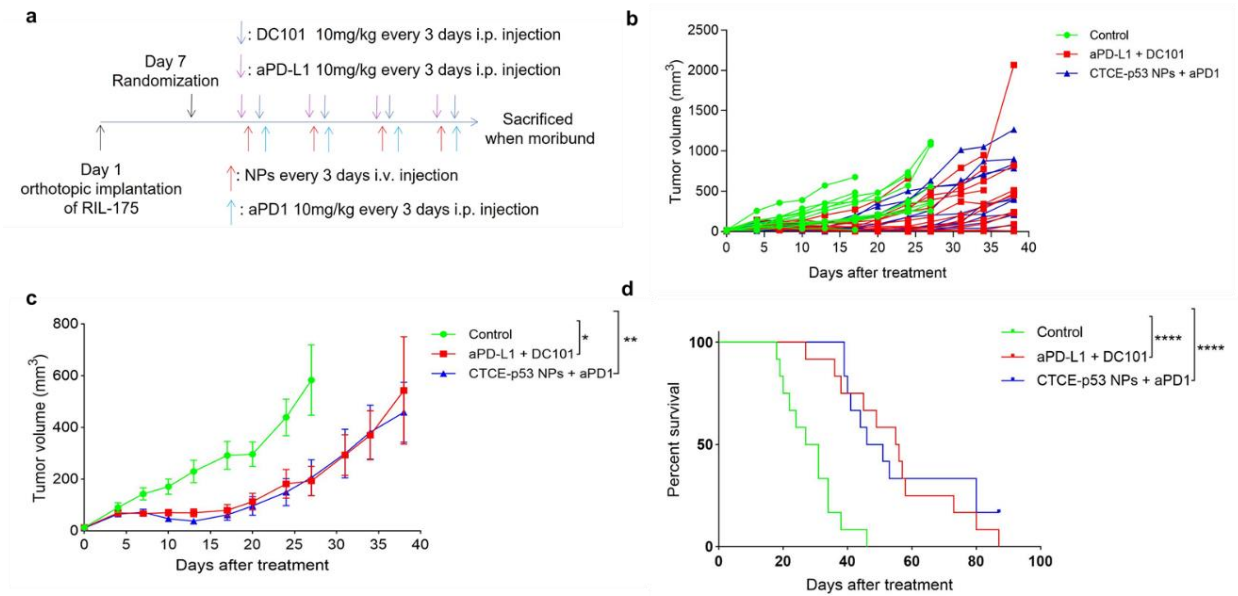 a
↓: DC101 10mg/kg every 3 days i.p. injection
Day 7
Randomization
↓: aPD-L1 10mg/kg every 3 days i.p. injection
Sacrificed
when moribund
Day 1
orthotopic implantation
of RIL-175
↑: NPs every 3 days i.v. injection
↑: aPD1 10mg/kg every 3 days i.p. injection
b
Tumor volume (mm³)
2500
2000
1500
1000
500
0
0 5 10 15 20 25 30 35 40
Days after treatment
Control
aPD-L1 + DC101
CTCE-p53 NPs + aPD1
c
Tumor volume (mm³)
800
600
400
200
0
0 5 10 15 20 25 30 35 40
Days after treatment
Control
aPD-L1 + DC101
CTCE-p53 NPs + aPD1
*
**
d
Percent survival
100
50
0
0 20 40 60 80 100
Days after treatment
Control
aPD-L1 + DC101
CTCE-p53 NPs + aPD1
****
****